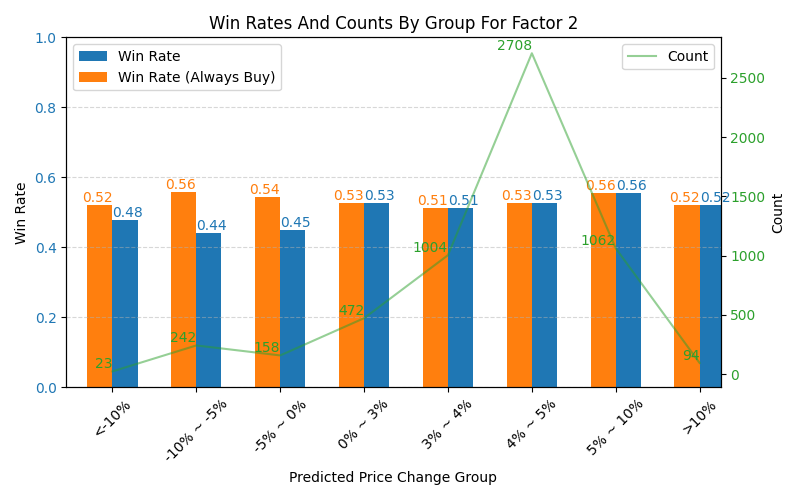 Win Rates And Counts By Group For Factor 2
Win Rate
Win Rate (Always Buy)
Count
1.0
0.8
0.6
0.4
0.2
0.0
Win Rate
2500
2000
1500
1000
500
0
Count
0.52
0.56
0.54
0.53
0.51
0.53
0.56
0.52
0.48
0.44
0.45
0.53
0.51
0.53
0.56
0.52
23
242
158
472
1004
2708
1062
94
<-10%
-10% ~ -5%
-5% ~ 0%
0% ~ 3%
3% ~ 4%
4% ~ 5%
5% ~ 10%
>10%
Predicted Price Change Group